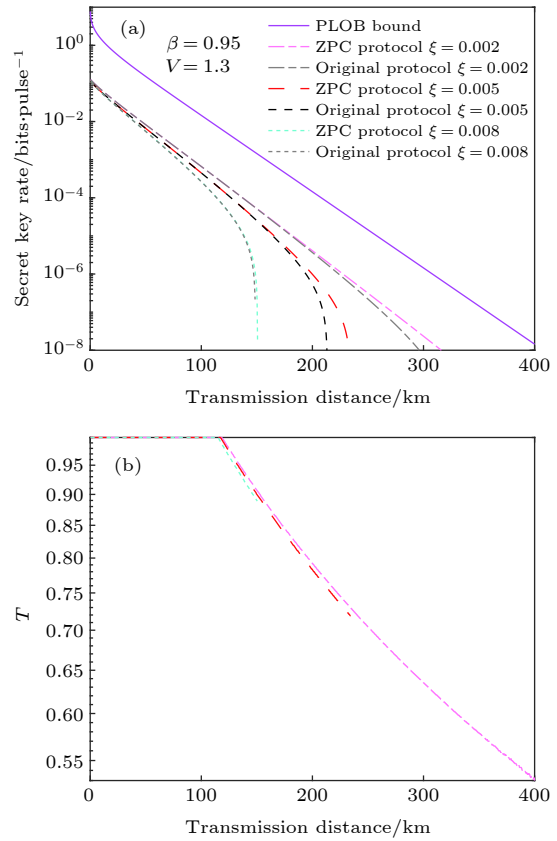 (a)
β = 0.95
V = 1.3
PLOB bound
ZPC protocol ξ = 0.002
Original protocol ξ = 0.002
ZPC protocol ξ = 0.005
Original protocol ξ = 0.005
ZPC protocol ξ = 0.008
Original protocol ξ = 0.008
Secret key rate/bits·pulse⁻¹
10⁰
10⁻²
10⁻⁴
10⁻⁶
10⁻⁸
0 100 200 300 400
Transmission distance/km
(b)
T
0.95
0.90
0.85
0.80
0.75
0.70
0.60
0.55
0 100 200 300 400
Transmission distance/km